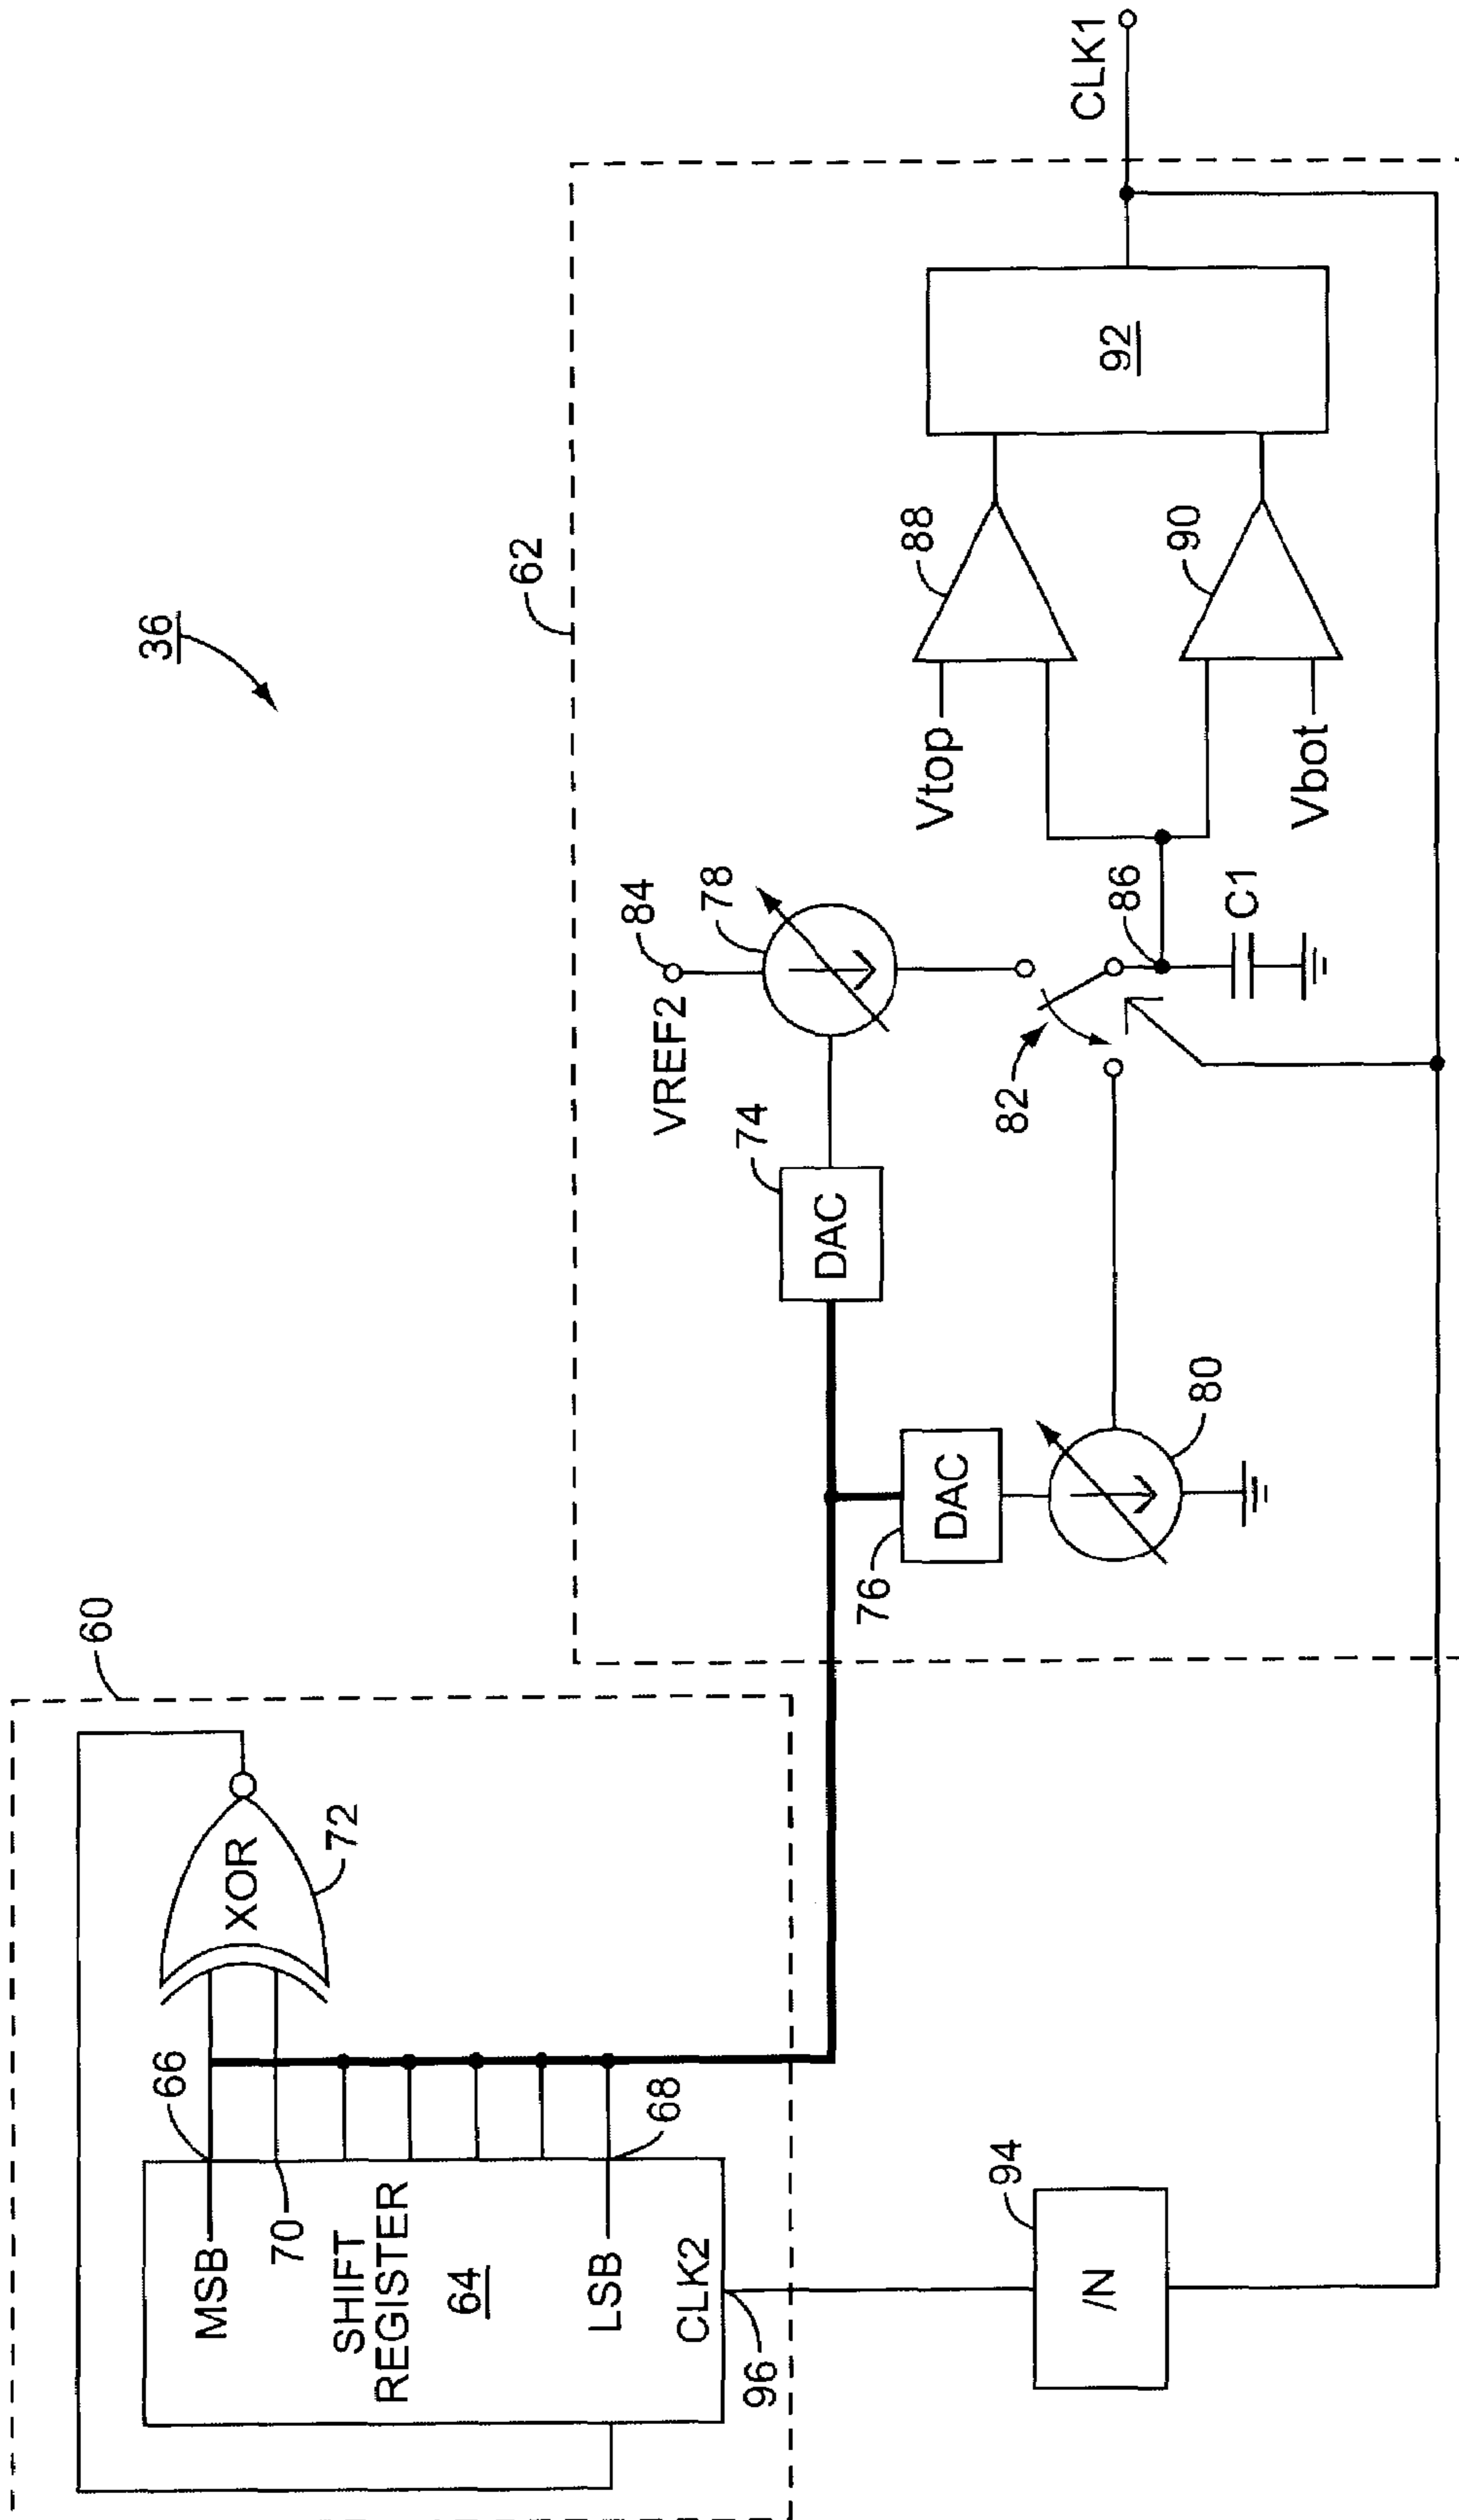 36
60
MSB
66
70
SHIFT
REGISTER
64
LSB
68
CLK2
96
XOR
72
/N
94
62
DAC
74
DAC
76
80
VREF2
84
78
82
86
C1
Vtop
88
Vbot
90
92
CLK1